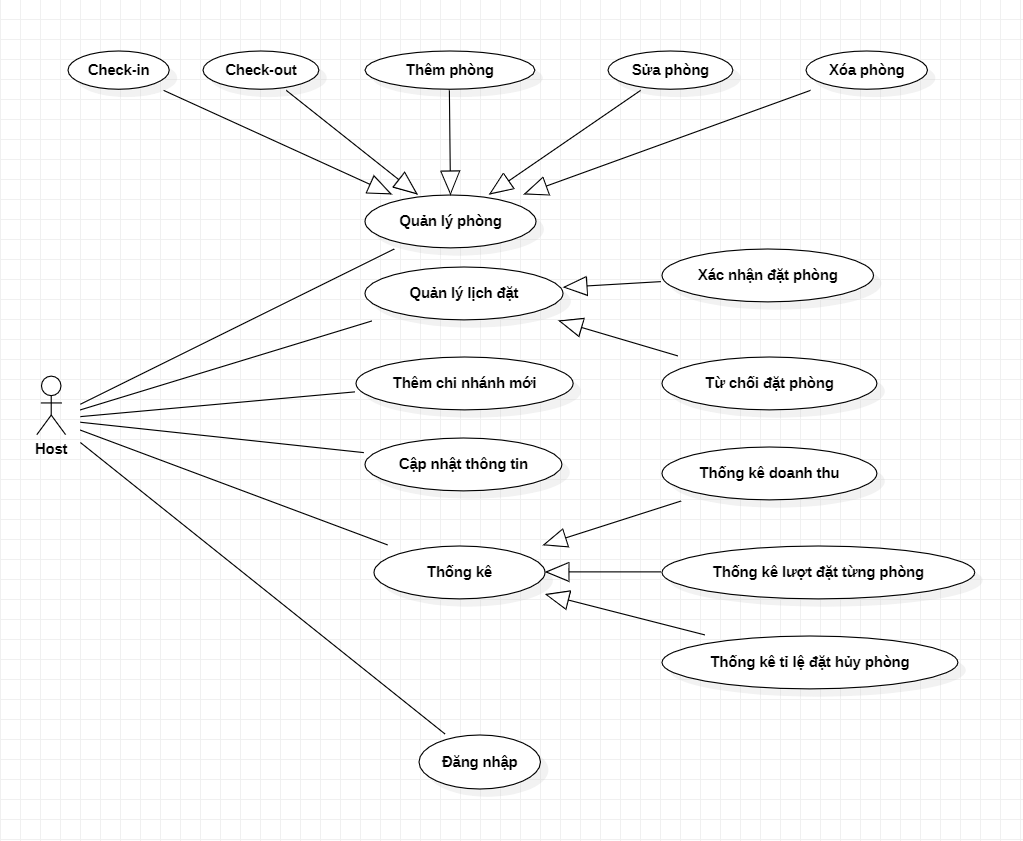 Check-in
Check-out
Thêm phòng
Sửa phòng
Xóa phòng
Quản lý phòng
Quản lý lịch đặt
Xác nhận đặt phòng
Thêm chi nhánh mới
Từ chối đặt phòng
Host
Cập nhật thông tin
Thống kê doanh thu
Thống kê
Thống kê lượt đặt từng phòng
Thống kê tỉ lệ đặt hủy phòng
Đăng nhập